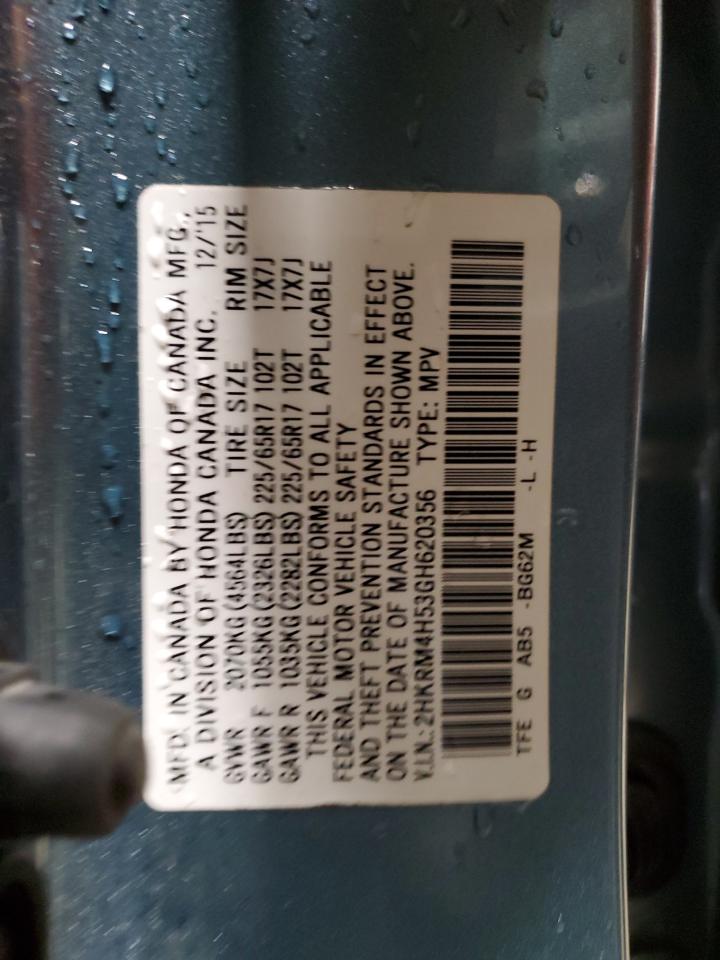 MFD. IN CANADA BY HONDA OF CANADA MFG.,
A DIVISION OF HONDA CANADA INC. 12/'15
GVWR 2070KG(4564LBS) TIRE SIZE RIM SIZE
GAWR F 1055KG(2326LBS) 225/65R17 102T 17X7J
GAWR R 1035KG(2282LBS) 225/65R17 102T 17X7J
THIS VEHICLE CONFORMS TO ALL APPLICABLE
FEDERAL MOTOR VEHICLE SAFETY
AND THEFT PREVENTION STANDARDS IN EFFECT
ON THE DATE OF MANUFACTURE SHOWN ABOVE.
V.I.N.: 2HKRM4H53GH620356 TYPE: MPV
TFE G AB5 -BG62M -L -H